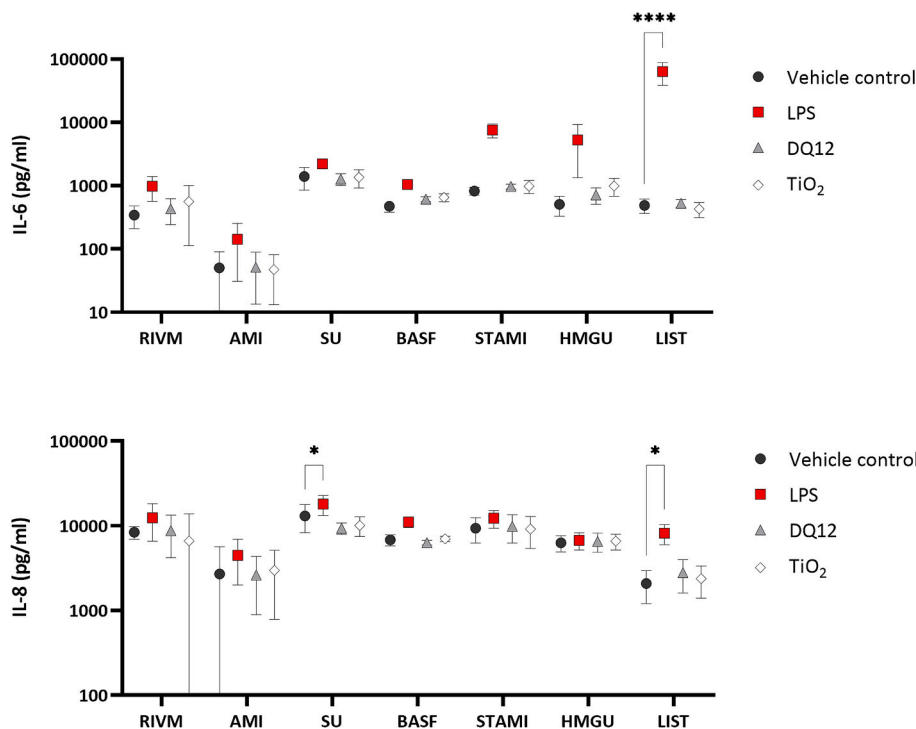 ****
100000
10000
1000
100
10
IL-6 (pg/ml)
RIVM AMI SU BASF STAMI HMGU LIST
Vehicle control
LPS
DQ12
TiO₂
* *
100000
10000
1000
100
IL-8 (pg/ml)
RIVM AMI SU BASF STAMI HMGU LIST
Vehicle control
LPS
DQ12
TiO₂